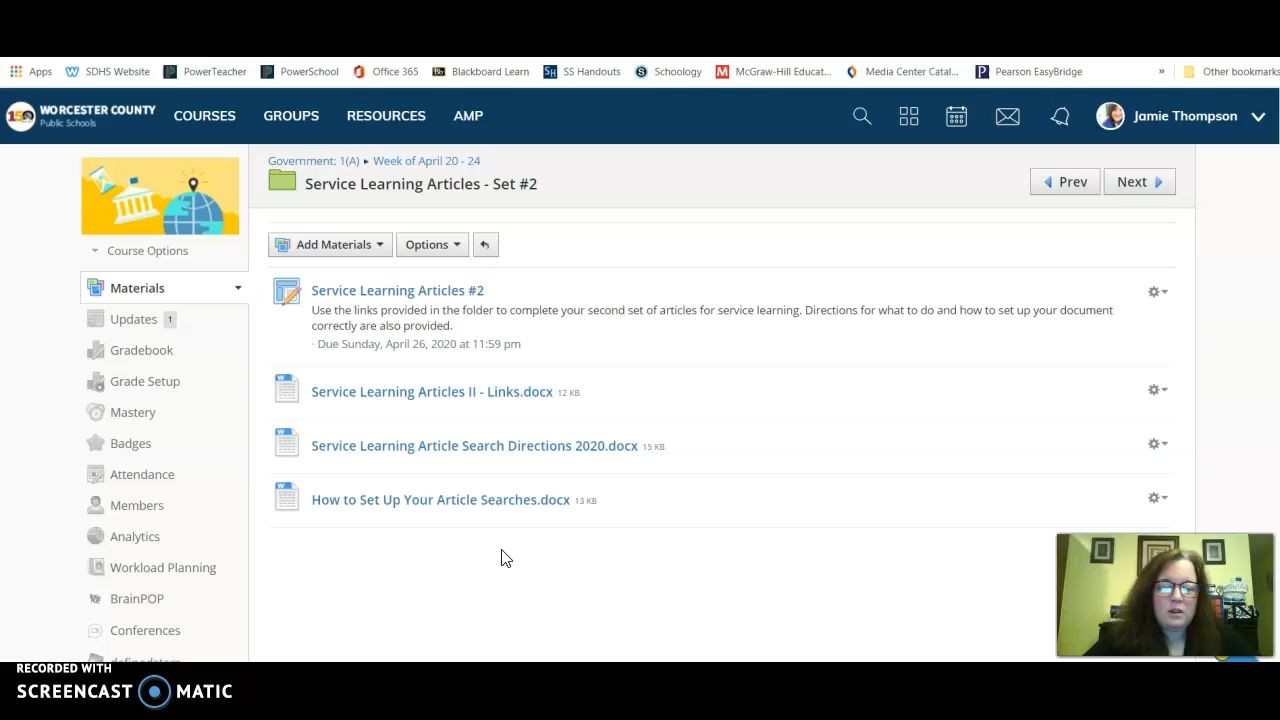 Apps SDHS Website PowerTeacher PowerSchool Office 365 Bb Blackboard Learn SH SS Handouts S Schoology M McGraw-Hill Educat... Media Center Catal... P Pearson EasyBridge » Other bookmarks
150 WORCESTER COUNTY
Public Schools
COURSES GROUPS RESOURCES AMP Jamie Thompson
Government: 1(A) ▸ Week of April 20 - 24
Service Learning Articles - Set #2
Prev Next
Course Options
Add Materials Options
Materials
Updates 1
Gradebook
Grade Setup
Mastery
Badges
Attendance
Members
Analytics
Workload Planning
BrainPOP
Conferences
Service Learning Articles #2
Use the links provided in the folder to complete your second set of articles for service learning. Directions for what to do and how to set up your document
correctly are also provided.
· Due Sunday, April 26, 2020 at 11:59 pm
Service Learning Articles II - Links.docx 12 KB
Service Learning Article Search Directions 2020.docx 15 KB
How to Set Up Your Article Searches.docx 13 KB
RECORDED WITH
SCREENCAST MATIC